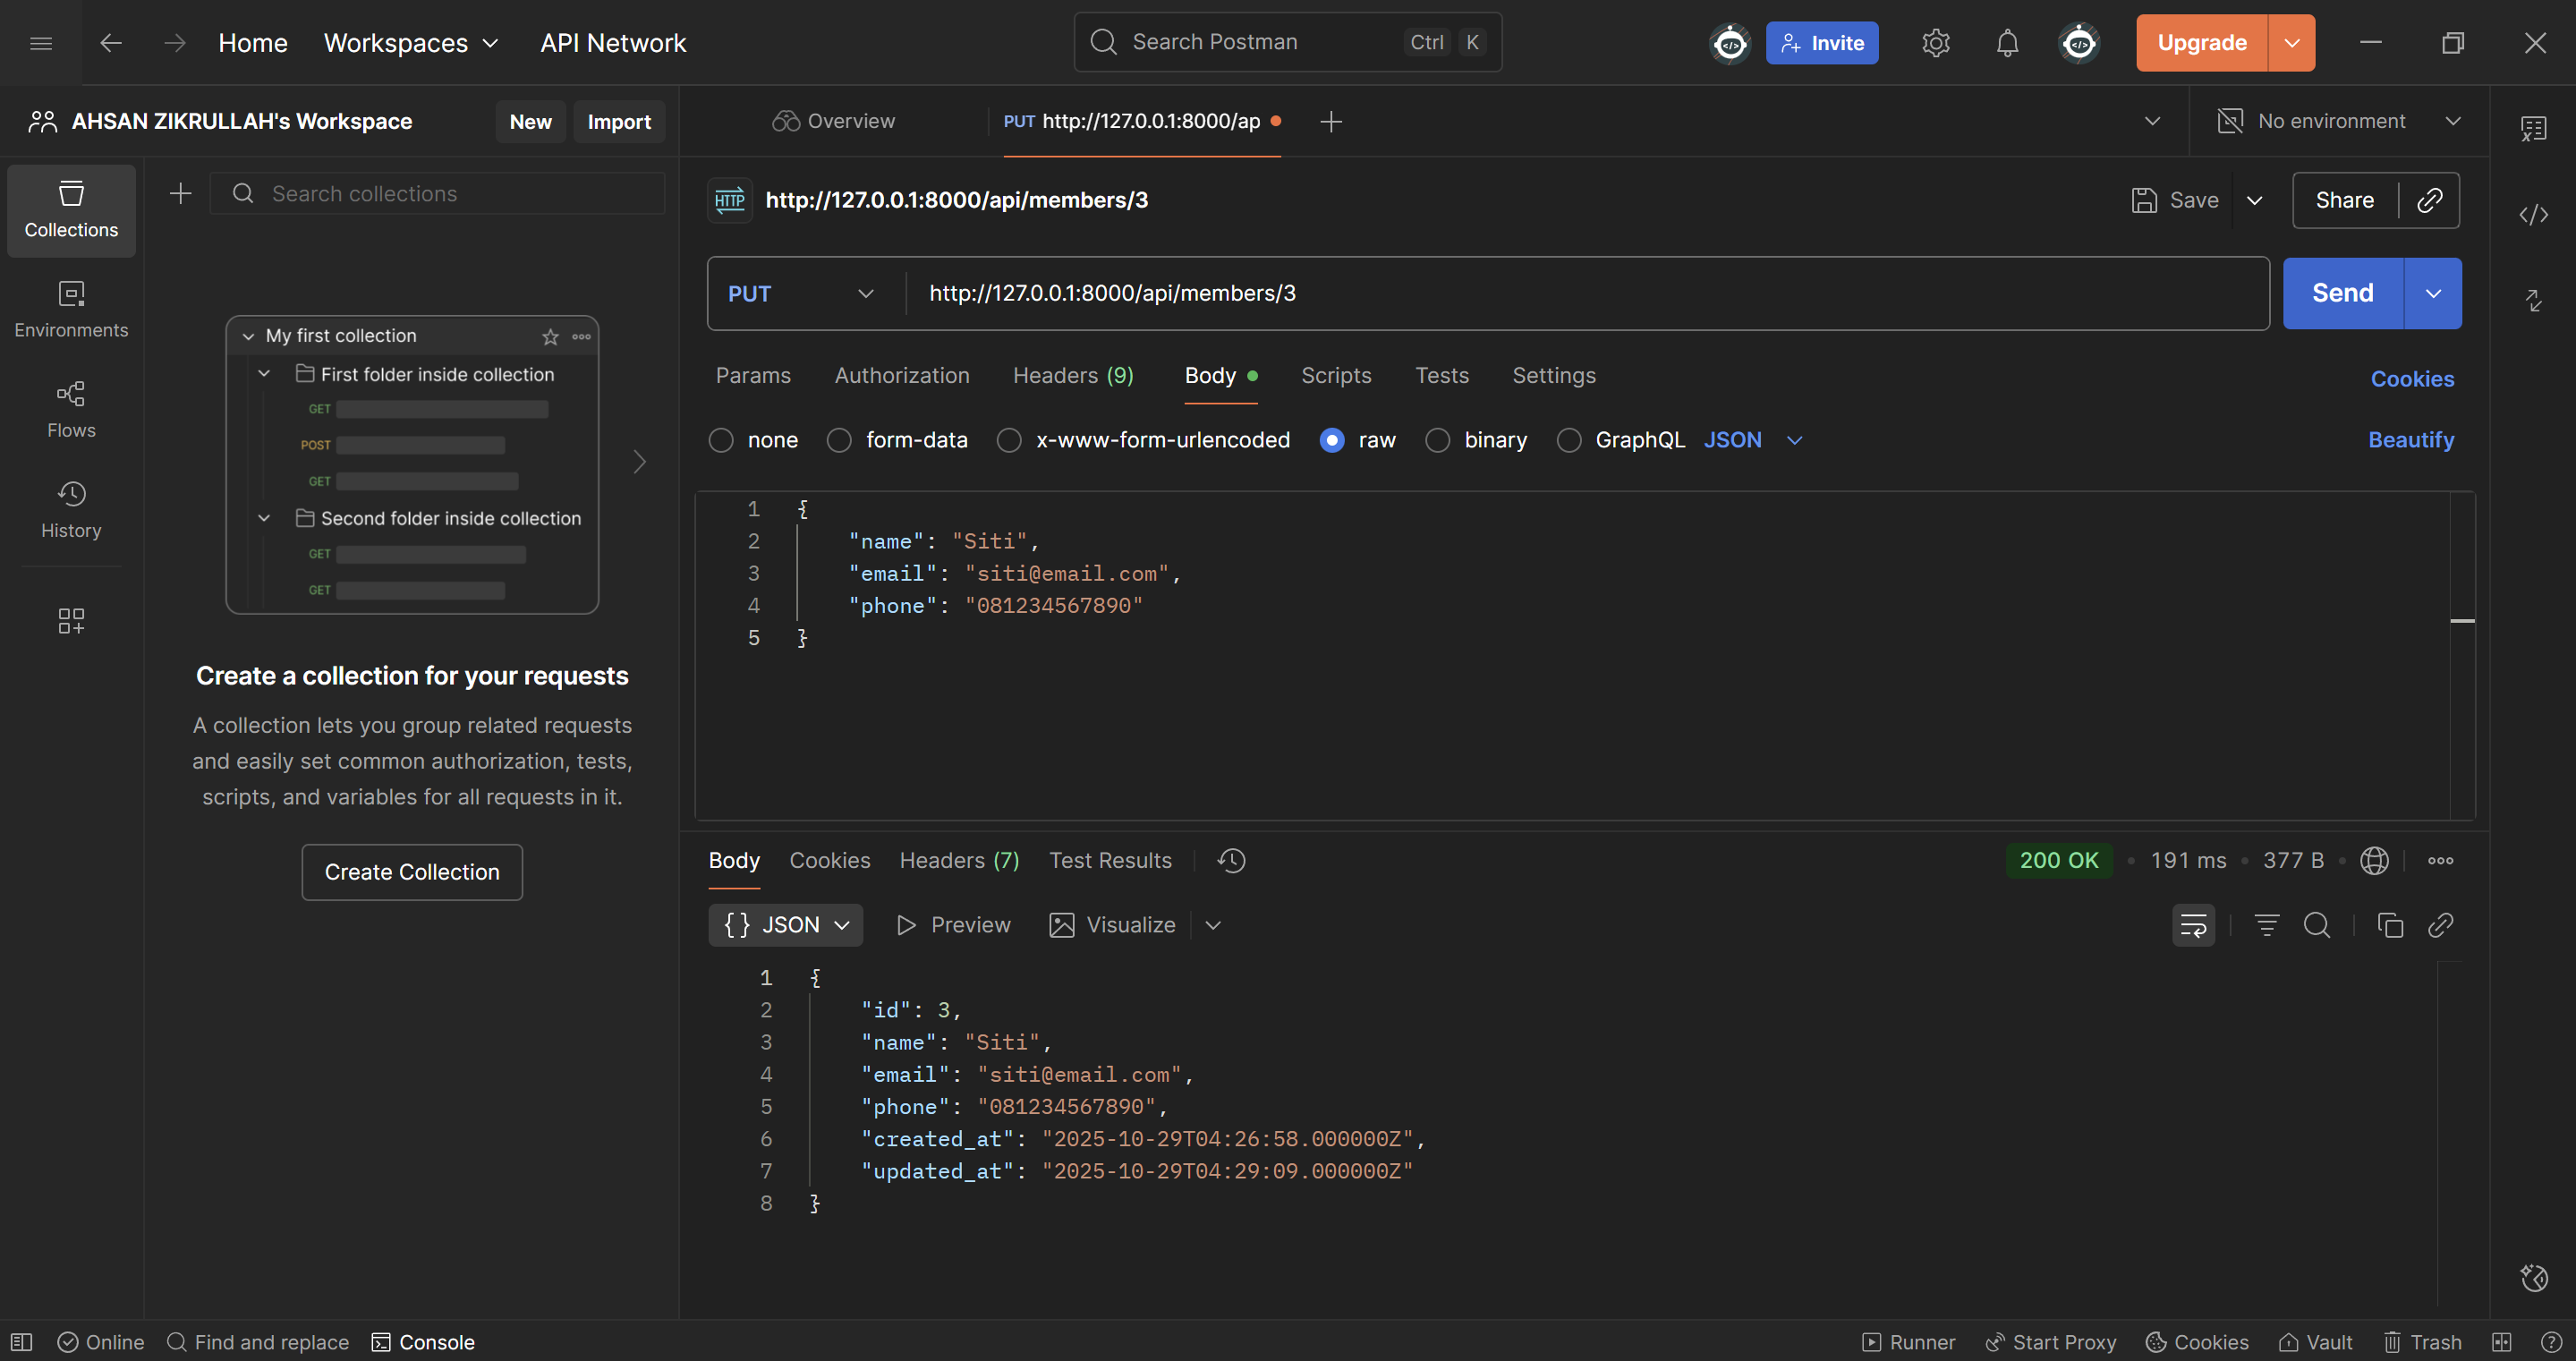 Home
Workspaces
API Network
Search Postman
Ctrl K
Invite
Upgrade
AHSAN ZIKRULLAH's Workspace
New
Import
Overview
PUT http://127.0.0.1:8000/ap
No environment
Collections
Environments
Flows
History
Search collections
My first collection
First folder inside collection
GET
POST
GET
Second folder inside collection
GET
GET
Create a collection for your requests
A collection lets you group related requests
and easily set common authorization, tests,
scripts, and variables for all requests in it.
Create Collection
HTTP http://127.0.0.1:8000/api/members/3
Save
Share
PUT
http://127.0.0.1:8000/api/members/3
Send
Params Authorization Headers (9) Body Scripts Tests Settings
Cookies
none form-data x-www-form-urlencoded raw binary GraphQL JSON
Beautify
1 {
2 "name": "Siti",
3 "email": "siti@email.com",
4 "phone": "081234567890"
5 }
Body Cookies Headers (7) Test Results
200 OK • 191 ms • 377 B
{} JSON Preview Visualize
1 {
2 "id": 3,
3 "name": "Siti",
4 "email": "siti@email.com",
5 "phone": "081234567890",
6 "created_at": "2025-10-29T04:26:58.000000Z",
7 "updated_at": "2025-10-29T04:29:09.000000Z"
8 }
Online
Find and replace
Console
Runner
Start Proxy
Cookies
Vault
Trash